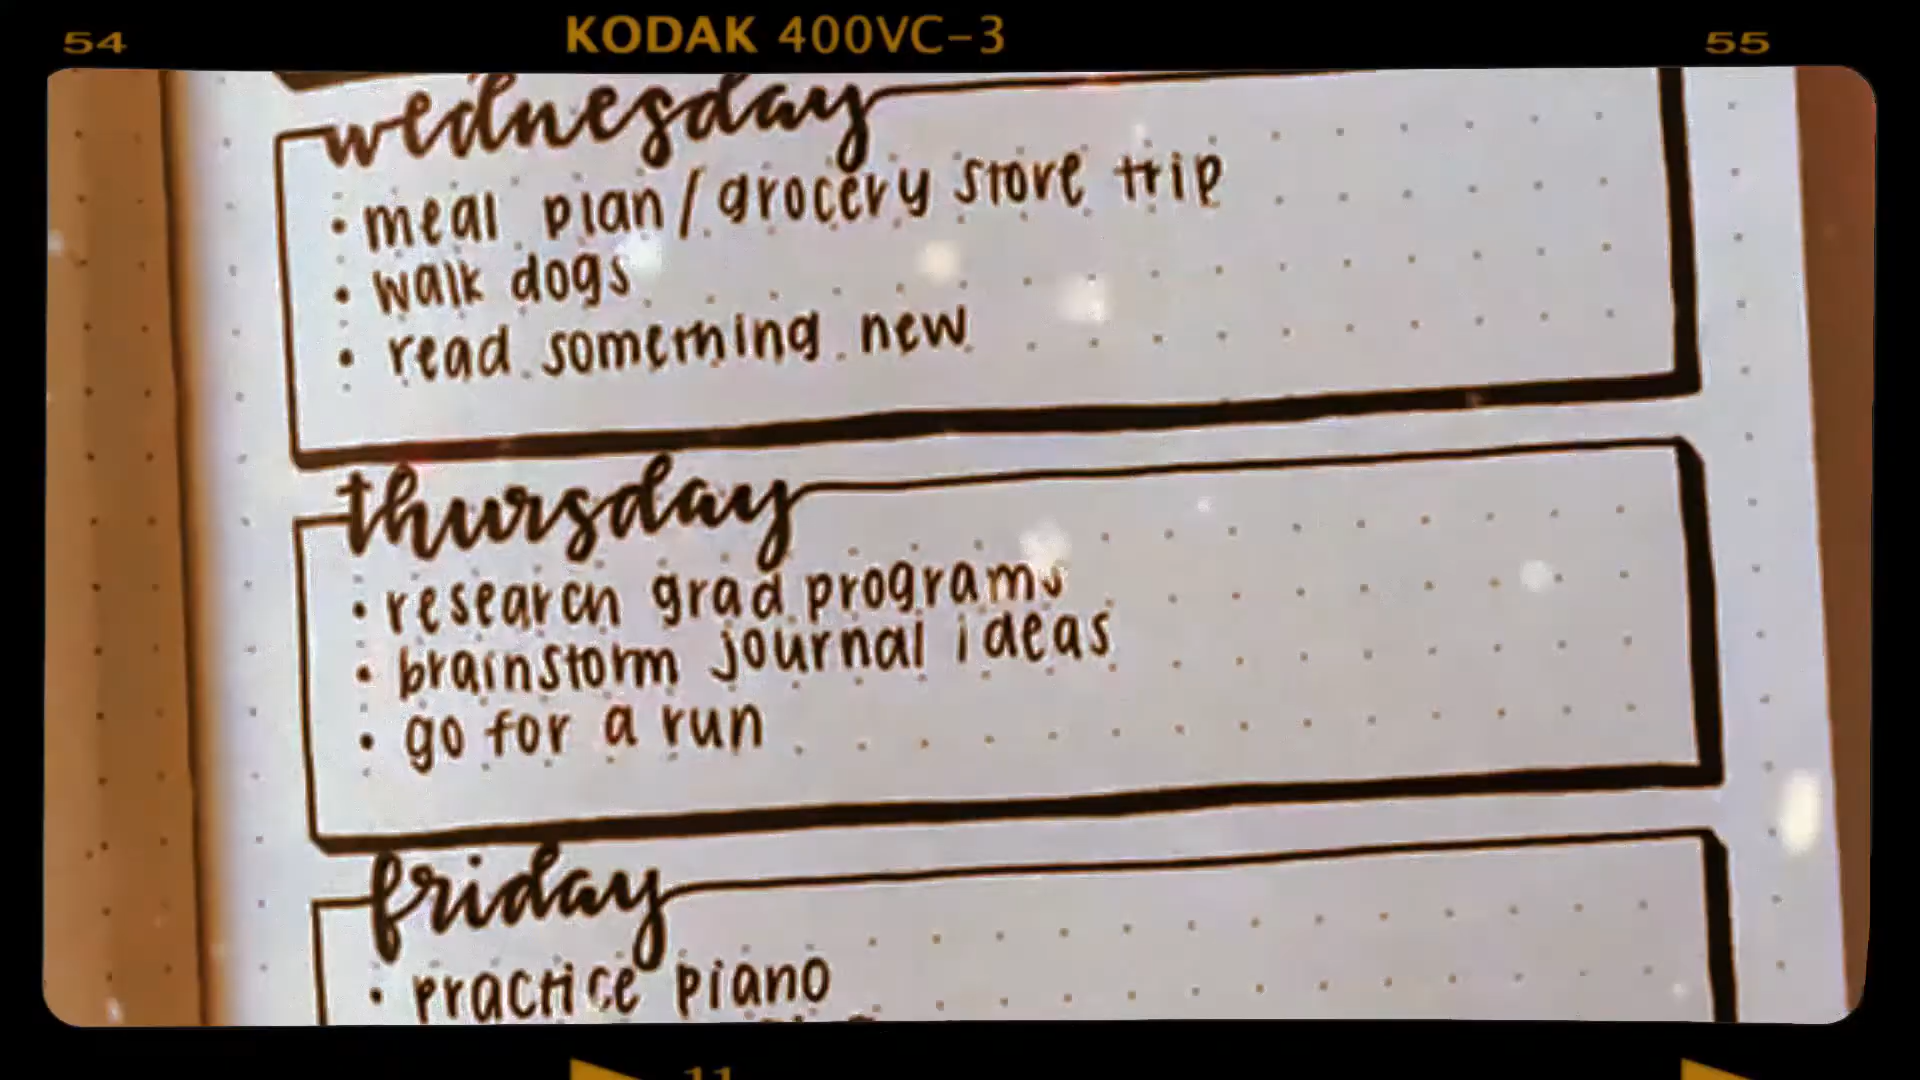 54 KODAK 400VC-3 55
wednesday
• meal plan/grocery store trip
• walk dogs
• read something new
thursday
• research grad programs
• brainstorm journal ideas
• go for a run
friday
• practice piano
11